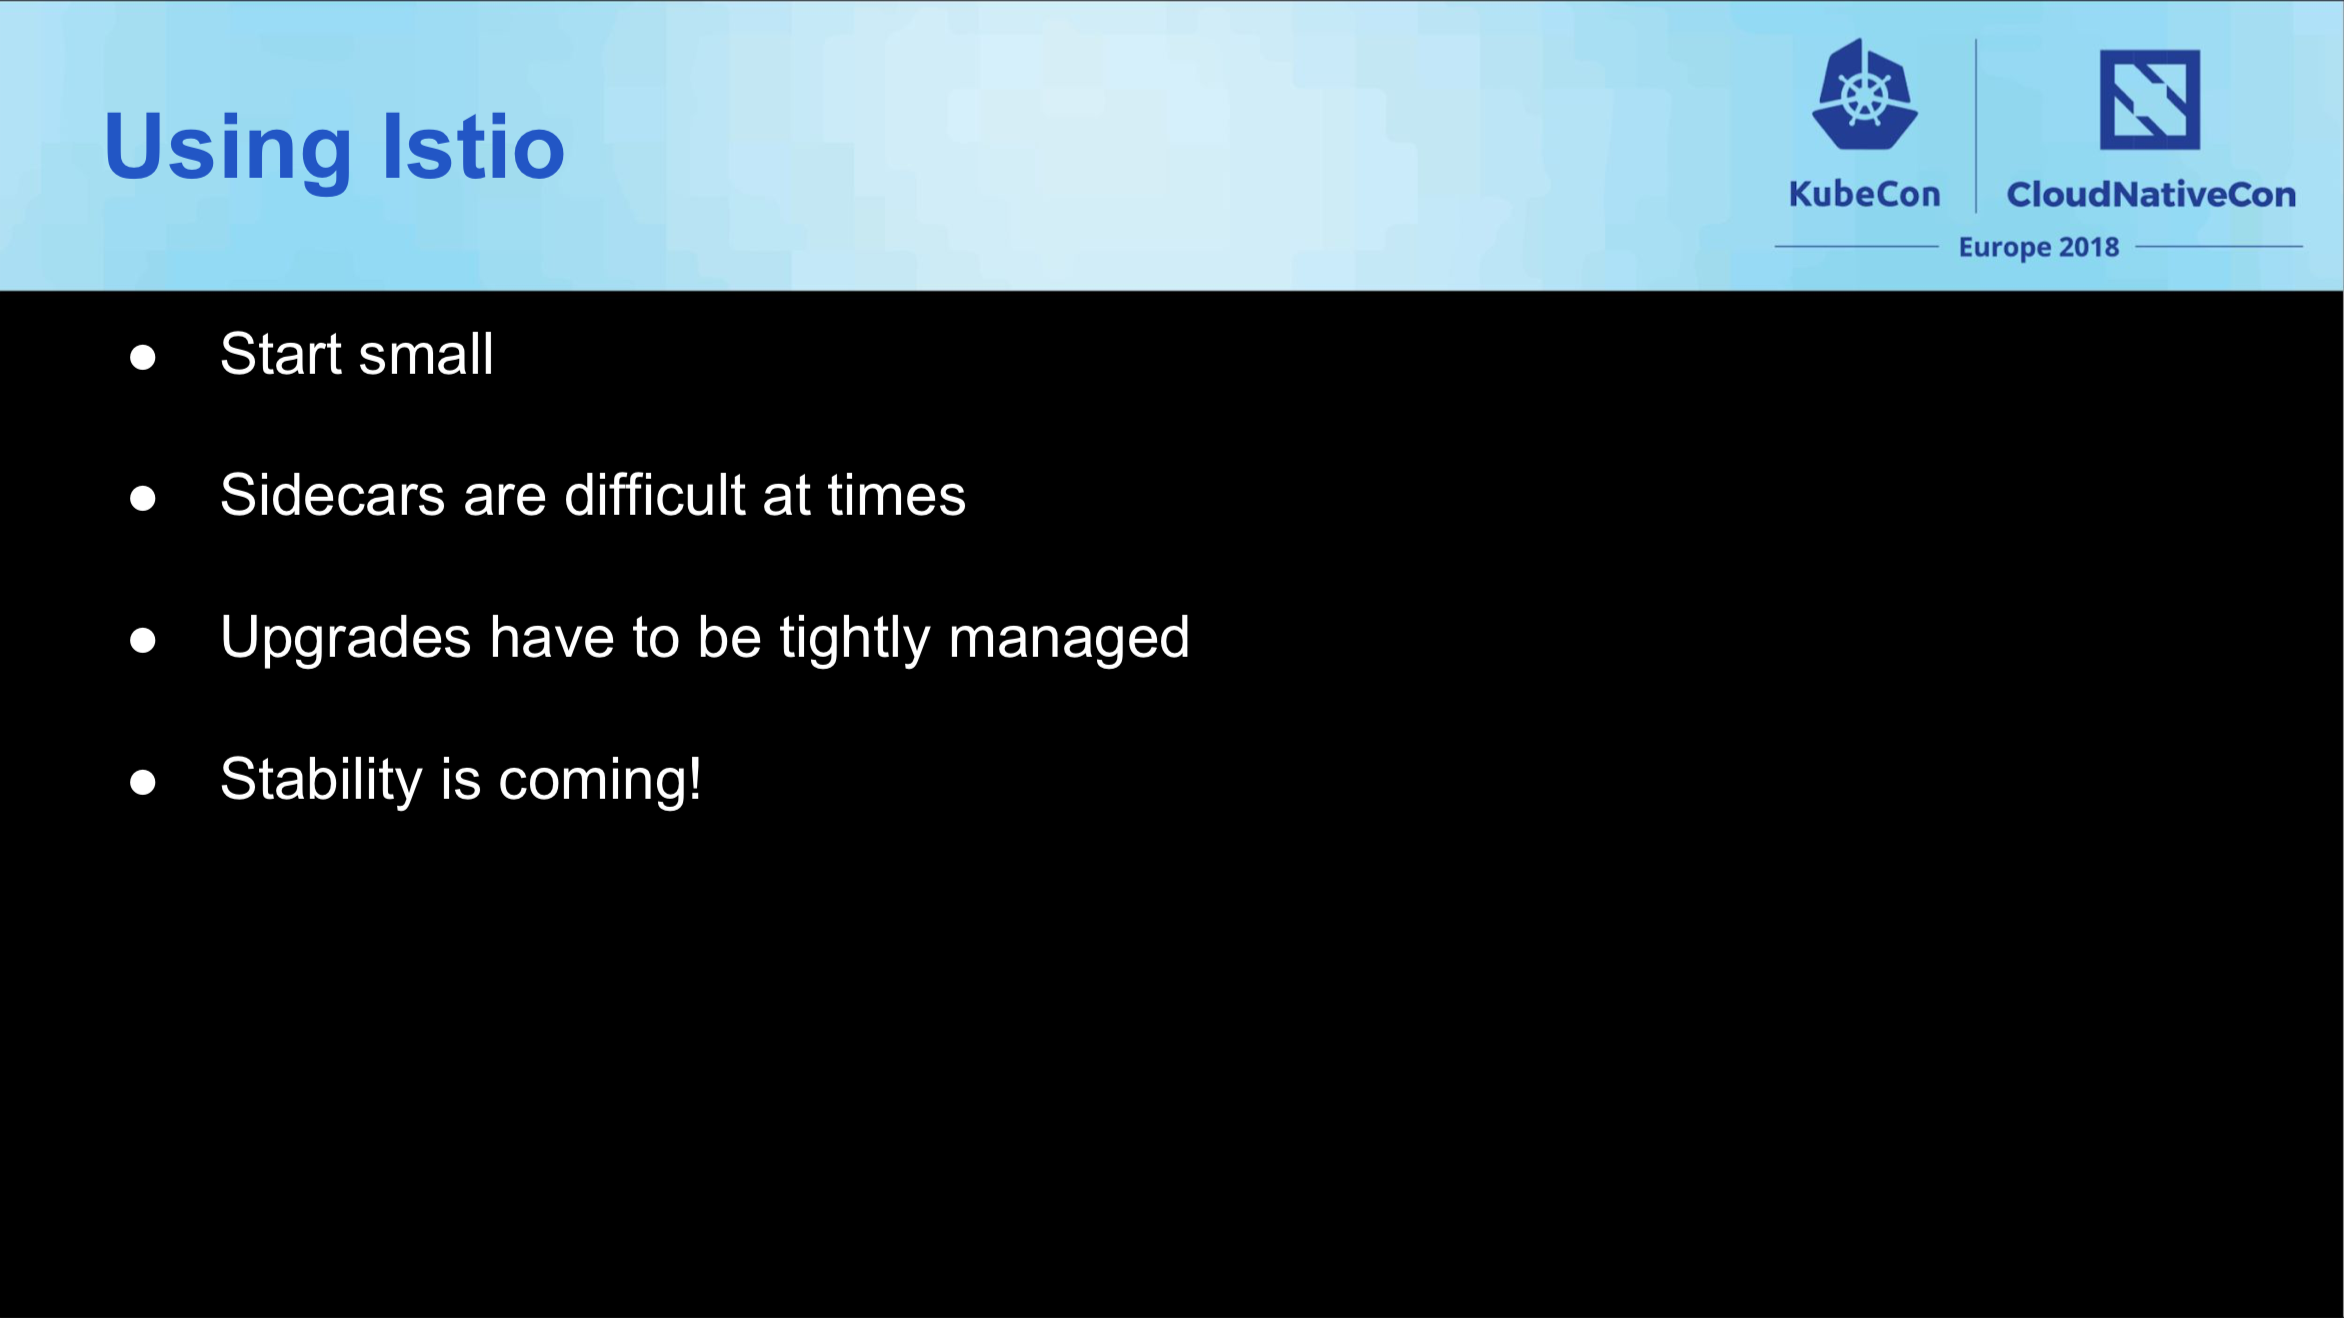 Using Istio
KubeCon
CloudNativeCon
Europe 2018
● Start small
● Sidecars are difficult at times
● Upgrades have to be tightly managed
● Stability is coming!